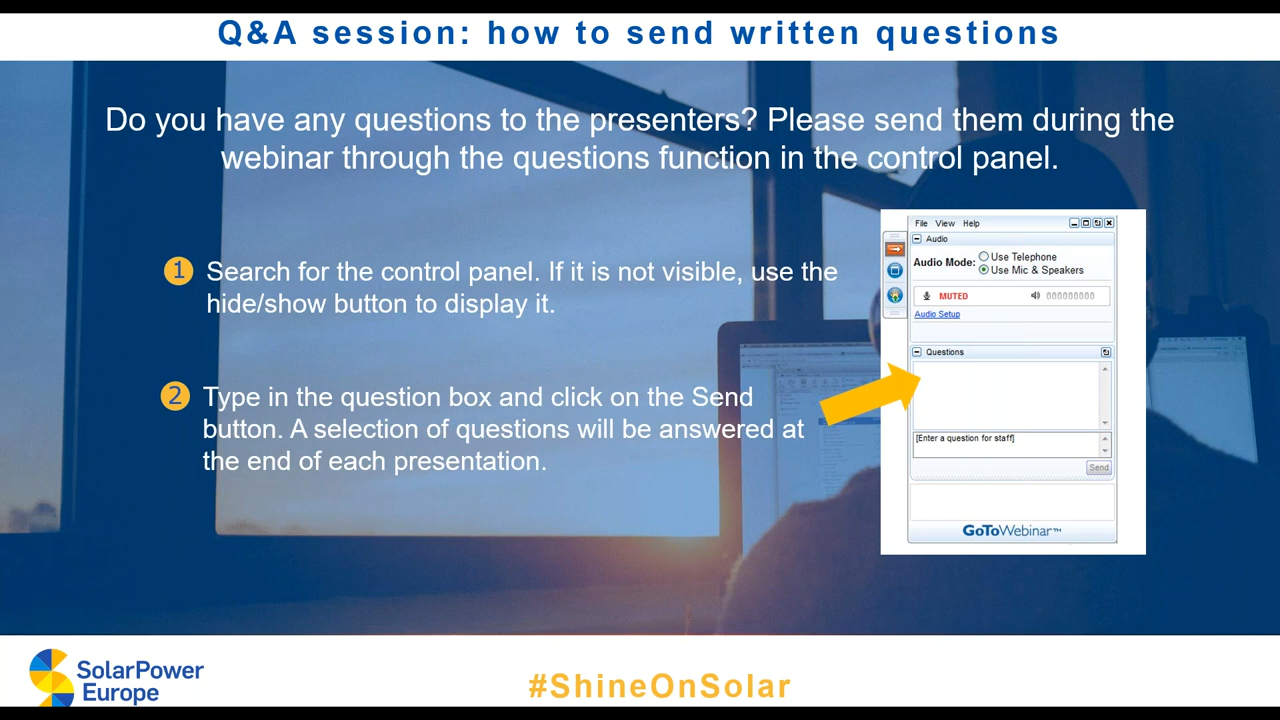 Q&A session: how to send written questions
Do you have any questions to the presenters? Please send them during the
webinar through the questions function in the control panel.
1 Search for the control panel. If it is not visible, use the
hide/show button to display it.
2 Type in the question box and click on the Send
button. A selection of questions will be answered at
the end of each presentation.
File View Help
Audio
Audio Mode: Use Telephone
Use Mic & Speakers
MUTED 000000000
Audio Setup
Questions
[Enter a question for staff]
Send
GoToWebinar™
SolarPower
Europe
#ShineOnSolar